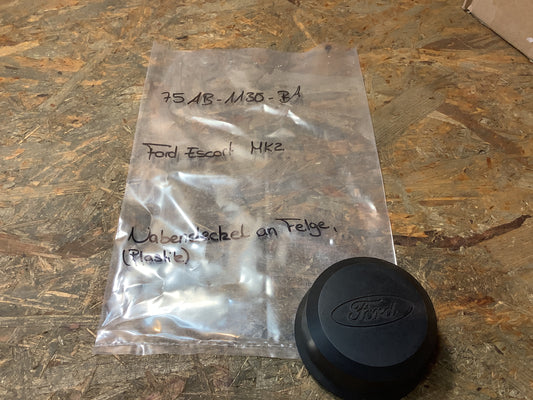 75AB-1130-BA
Ford Escort MK2
Nabendeckel an Felge,
(Plastik)
Ford